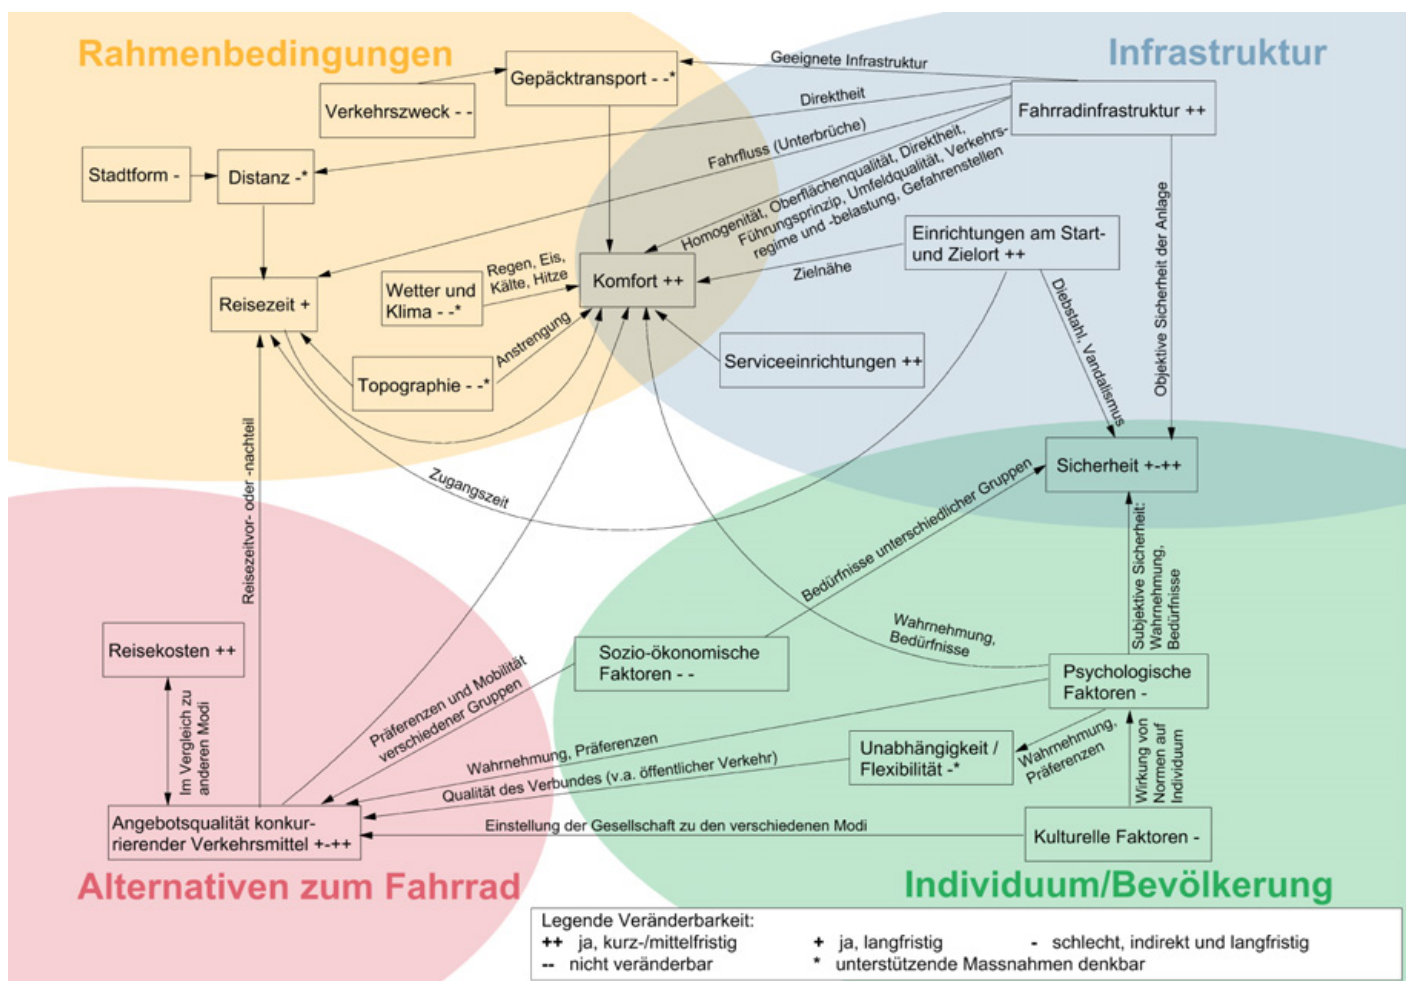 Rahmenbedingungen
Infrastruktur
Gepäcktransport - -*
Geeignete Infrastruktur
Verkehrszweck - -
Direktheit
Fahrradinfrastruktur ++
Stadtform -
Distanz -*
Fahrfluss (Unterbrüche)
Homogenität, Oberflächenqualität, Direktheit,
Führungsprinzip, Umfeldqualität, Verkehrs-
regime und -belastung, Gefahrenstellen
Objektive Sicherheit der Anlage
Einrichtungen am Start-
und Zielort ++
Zielnähe
Regen, Eis,
Kälte, Hitze
Wetter und
Klima - -*
Komfort ++
Reisezeit +
Anstrengung
Topographie - -*
Serviceeinrichtungen ++
Diebstahl, Vandalismus
Reisezeitvor- oder -nachteil
Zugangszeit
Sicherheit +-++
Bedürfnisse unterschiedlicher Gruppen
Subjektive Sicherheit:
Wahrnehmung,
Bedürfnisse
Reisekosten ++
Sozio-ökonomische
Faktoren - -
Wahrnehmung,
Bedürfnisse
Psychologische
Faktoren -
Präferenzen und Mobilität
verschiedener Gruppen
Im Vergleich zu
anderen Modi
Wahrnehmung, Präferenzen
Qualität des Verbundes (v.a. öffentlicher Verkehr)
Unabhängigkeit /
Flexibilität -*
Wahrnehmung,
Präferenzen
Wirkung von
Normen auf
Individuum
Angebotsqualität konkur-
rierender Verkehrsmittel +-++
Einstellung der Gesellschaft zu den verschiedenen Modi
Kulturelle Faktoren -
Alternativen zum Fahrrad
Individuum/Bevölkerung
Legende Veränderbarkeit:
++ ja, kurz-/mittelfristig + ja, langfristig - schlecht, indirekt und langfristig
-- nicht veränderbar * unterstützende Massnahmen denkbar